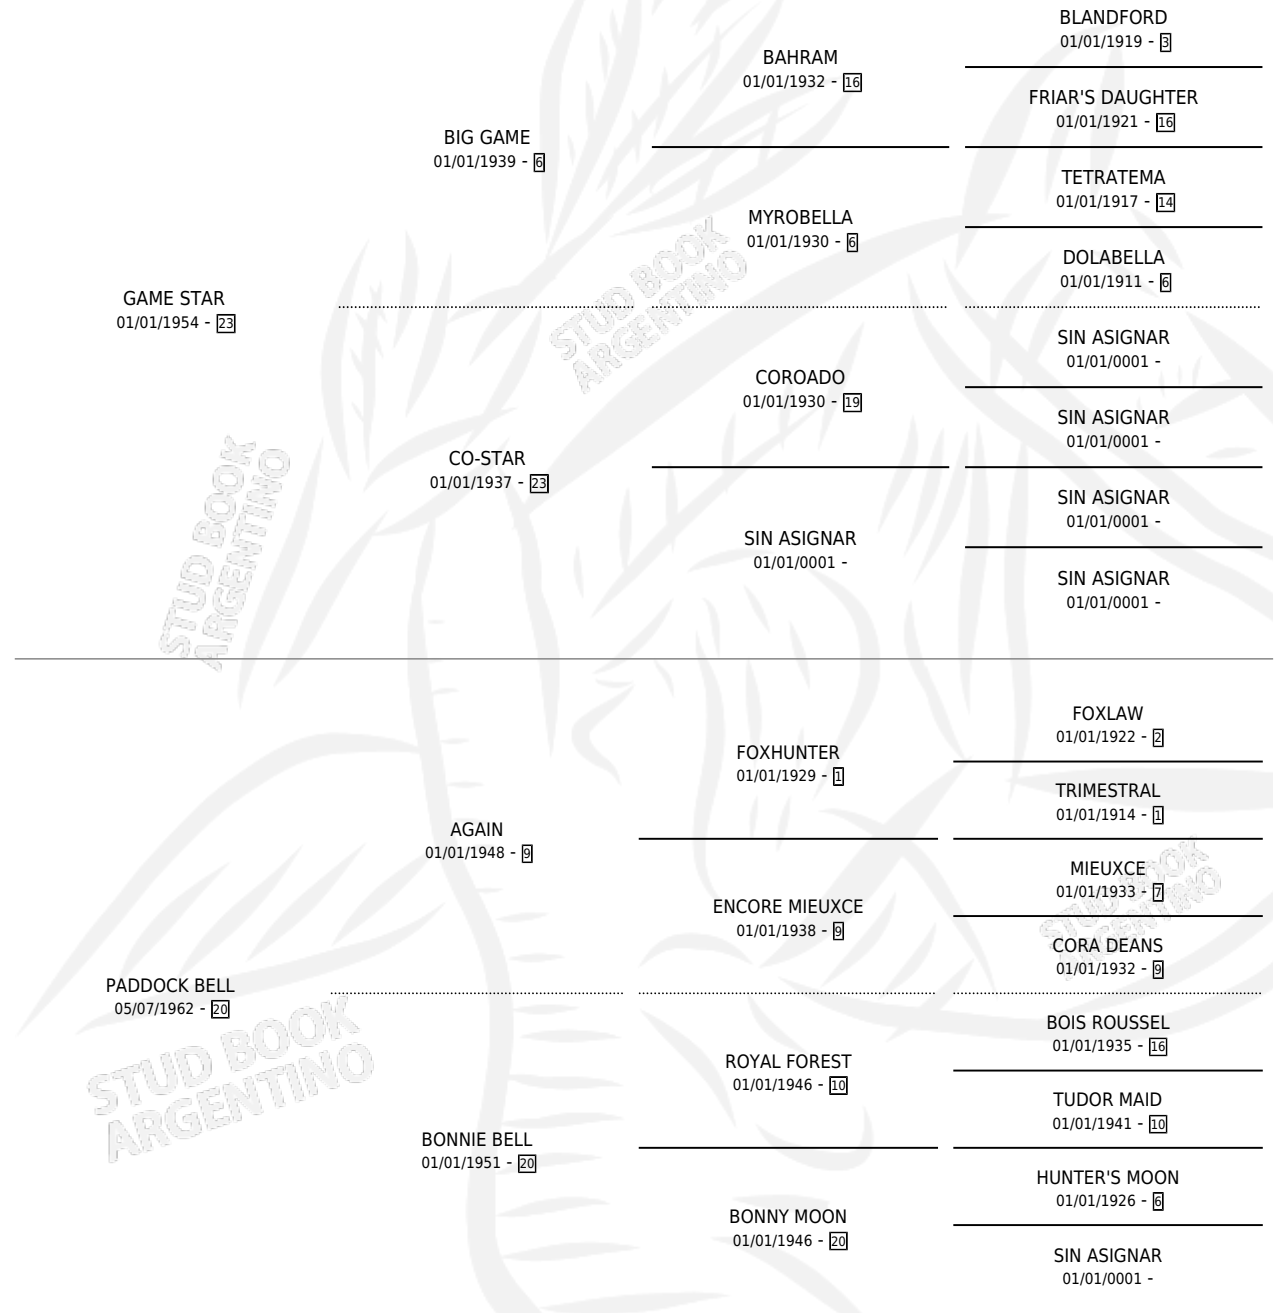 BLANDFORD
01/01/1919 - 3
BAHRAM
01/01/1932 - 16
FRIAR'S DAUGHTER
01/01/1921 - 16
BIG GAME
01/01/1939 - 6
TETRATEMA
01/01/1917 - 14
MYROBELLA
01/01/1930 - 6
DOLABELLA
01/01/1911 - 6
STUD BOOK
ARGENTINO
GAME STAR
01/01/1954 - 23
SIN ASIGNAR
01/01/0001 -
COROADO
01/01/1930 - 19
SIN ASIGNAR
01/01/0001 -
CO-STAR
01/01/1937 - 23
SIN ASIGNAR
01/01/0001 -
SIN ASIGNAR
01/01/0001 -
SIN ASIGNAR
01/01/0001 -
STUD BOOK
ARGENTINO
FOXLAW
01/01/1922 - 2
FOXHUNTER
01/01/1929 - 1
TRIMESTRAL
01/01/1914 - 1
AGAIN
01/01/1948 - 9
MIEUXCE
01/01/1933 - 7
ENCORE MIEUXCE
01/01/1938 - 9
CORA DEANS
01/01/1932 - 9
STUD BOOK
ARGENTINO
PADDOCK BELL
05/07/1962 - 20
BOIS ROUSSEL
01/01/1935 - 16
ROYAL FOREST
01/01/1946 - 10
TUDOR MAID
01/01/1941 - 10
STUD BOOK
ARGENTINO
BONNIE BELL
01/01/1951 - 20
HUNTER'S MOON
01/01/1926 - 6
BONNY MOON
01/01/1946 - 20
SIN ASIGNAR
01/01/0001 -